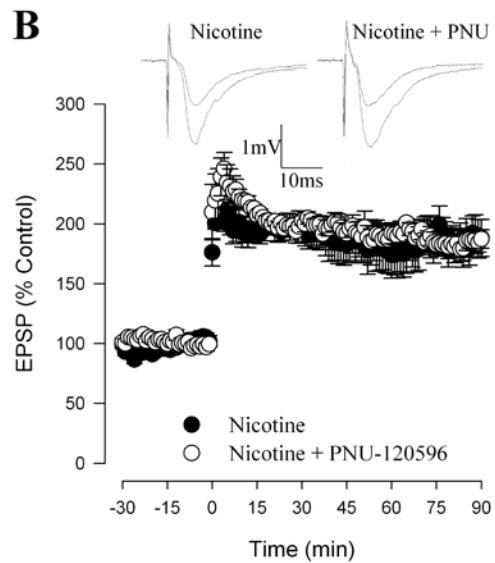 B
Nicotine
Nicotine + PNU
1mV
10ms
300
250
200
150
100
50
0
EPSP (% Control)
Nicotine
Nicotine + PNU-120596
-30 -15 0 15 30 45 60 75 90
Time (min)